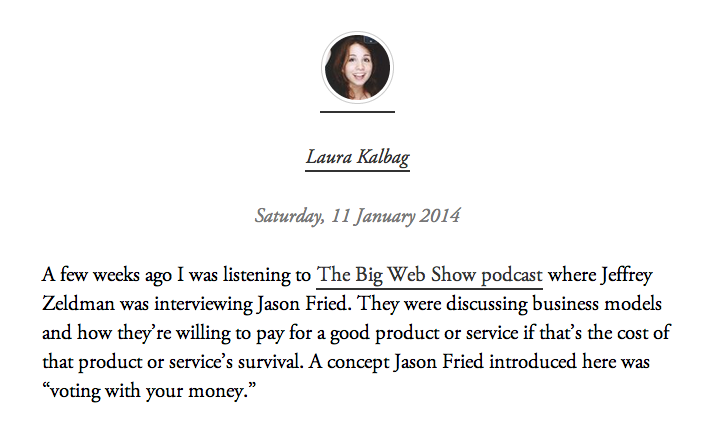 Laura Kalbag
Saturday, 11 January 2014
A few weeks ago I was listening to The Big Web Show podcast where Jeffrey
Zeldman was interviewing Jason Fried. They were discussing business models
and how they’re willing to pay for a good product or service if that’s the cost of
that product or service’s survival. A concept Jason Fried introduced here was
“voting with your money.”